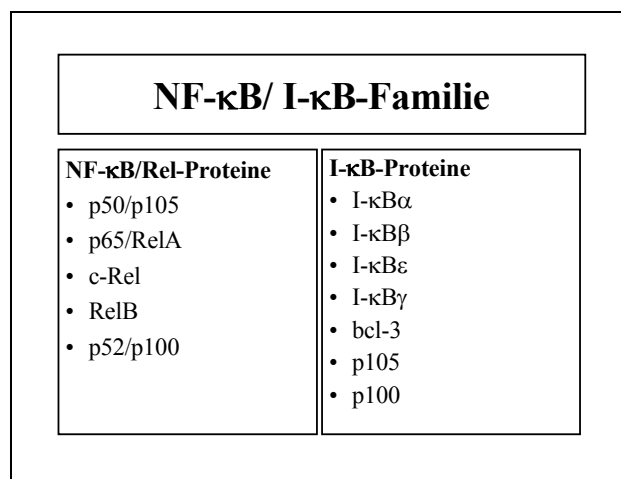 NF-κB/ I-κB-Familie
NF-κB/Rel-Proteine
• p50/p105
• p65/RelA
• c-Rel
• RelB
• p52/p100
I-κB-Proteine
• I-κBα
• I-κBβ
• I-κBε
• I-κBγ
• bcl-3
• p105
• p100